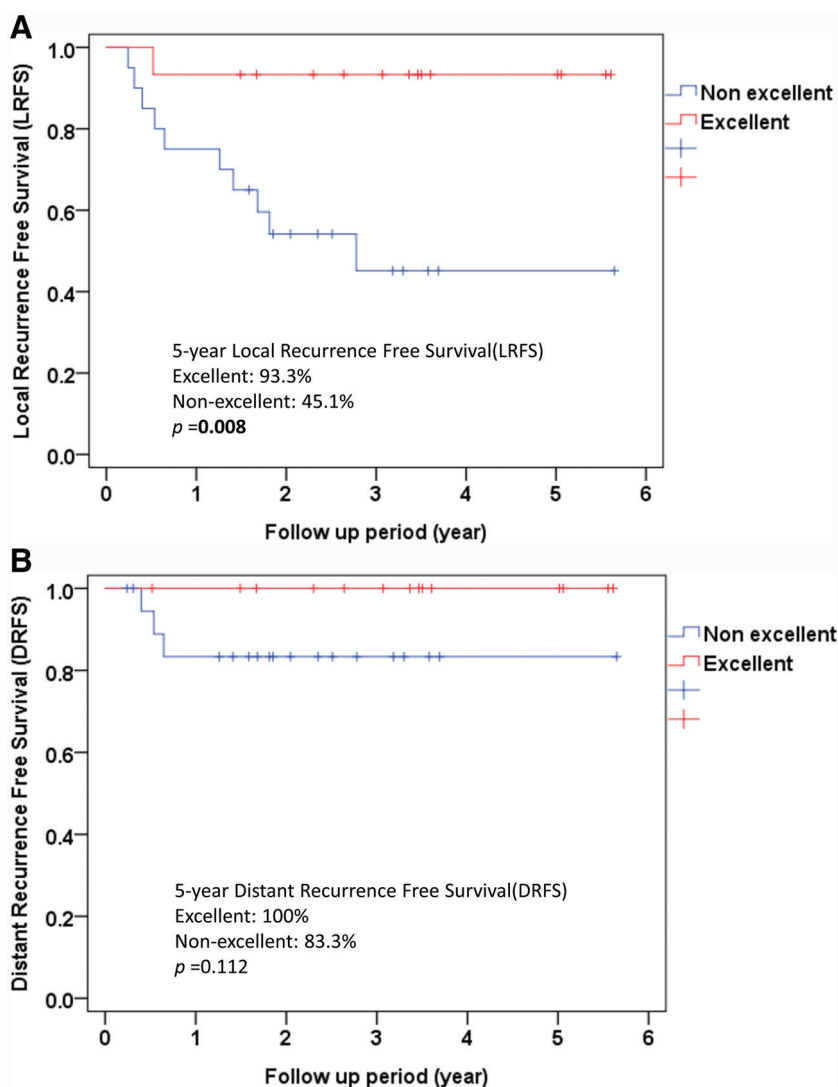 A
Local Recurrence Free Survival (LRFS)
1.0
0.8
0.6
0.4
0.2
0.0
Non excellent
Excellent
5-year Local Recurrence Free Survival(LRFS)
Excellent: 93.3%
Non-excellent: 45.1%
p =0.008
0 1 2 3 4 5 6
Follow up period (year)
B
Distant Recurrence Free Survival (DRFS)
1.0
0.8
0.6
0.4
0.2
0.0
Non excellent
Excellent
5-year Distant Recurrence Free Survival(DRFS)
Excellent: 100%
Non-excellent: 83.3%
p =0.112
0 1 2 3 4 5 6
Follow up period (year)